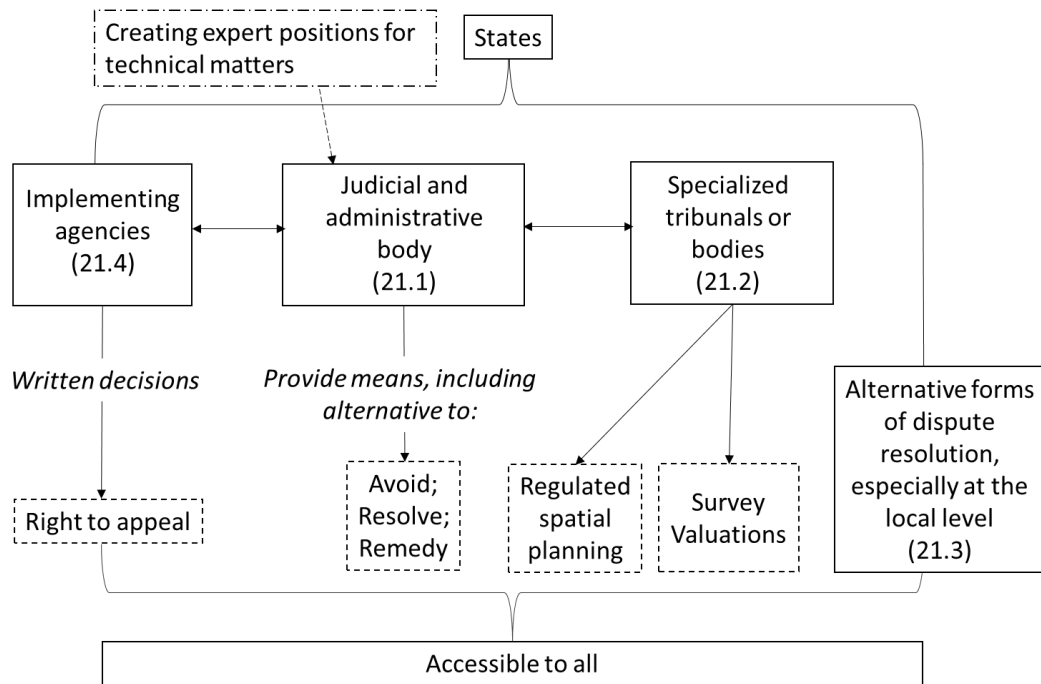 Creating expert positions for
technical matters
States
Implementing
agencies
(21.4)
Judicial and
administrative
body
(21.1)
Specialized
tribunals or
bodies
(21.2)
Written decisions
Provide means, including
alternative to:
Alternative forms
of dispute
resolution,
especially at the
local level
(21.3)
Right to appeal
Avoid;
Resolve;
Remedy
Regulated
spatial
planning
Survey
Valuations
Accessible to all